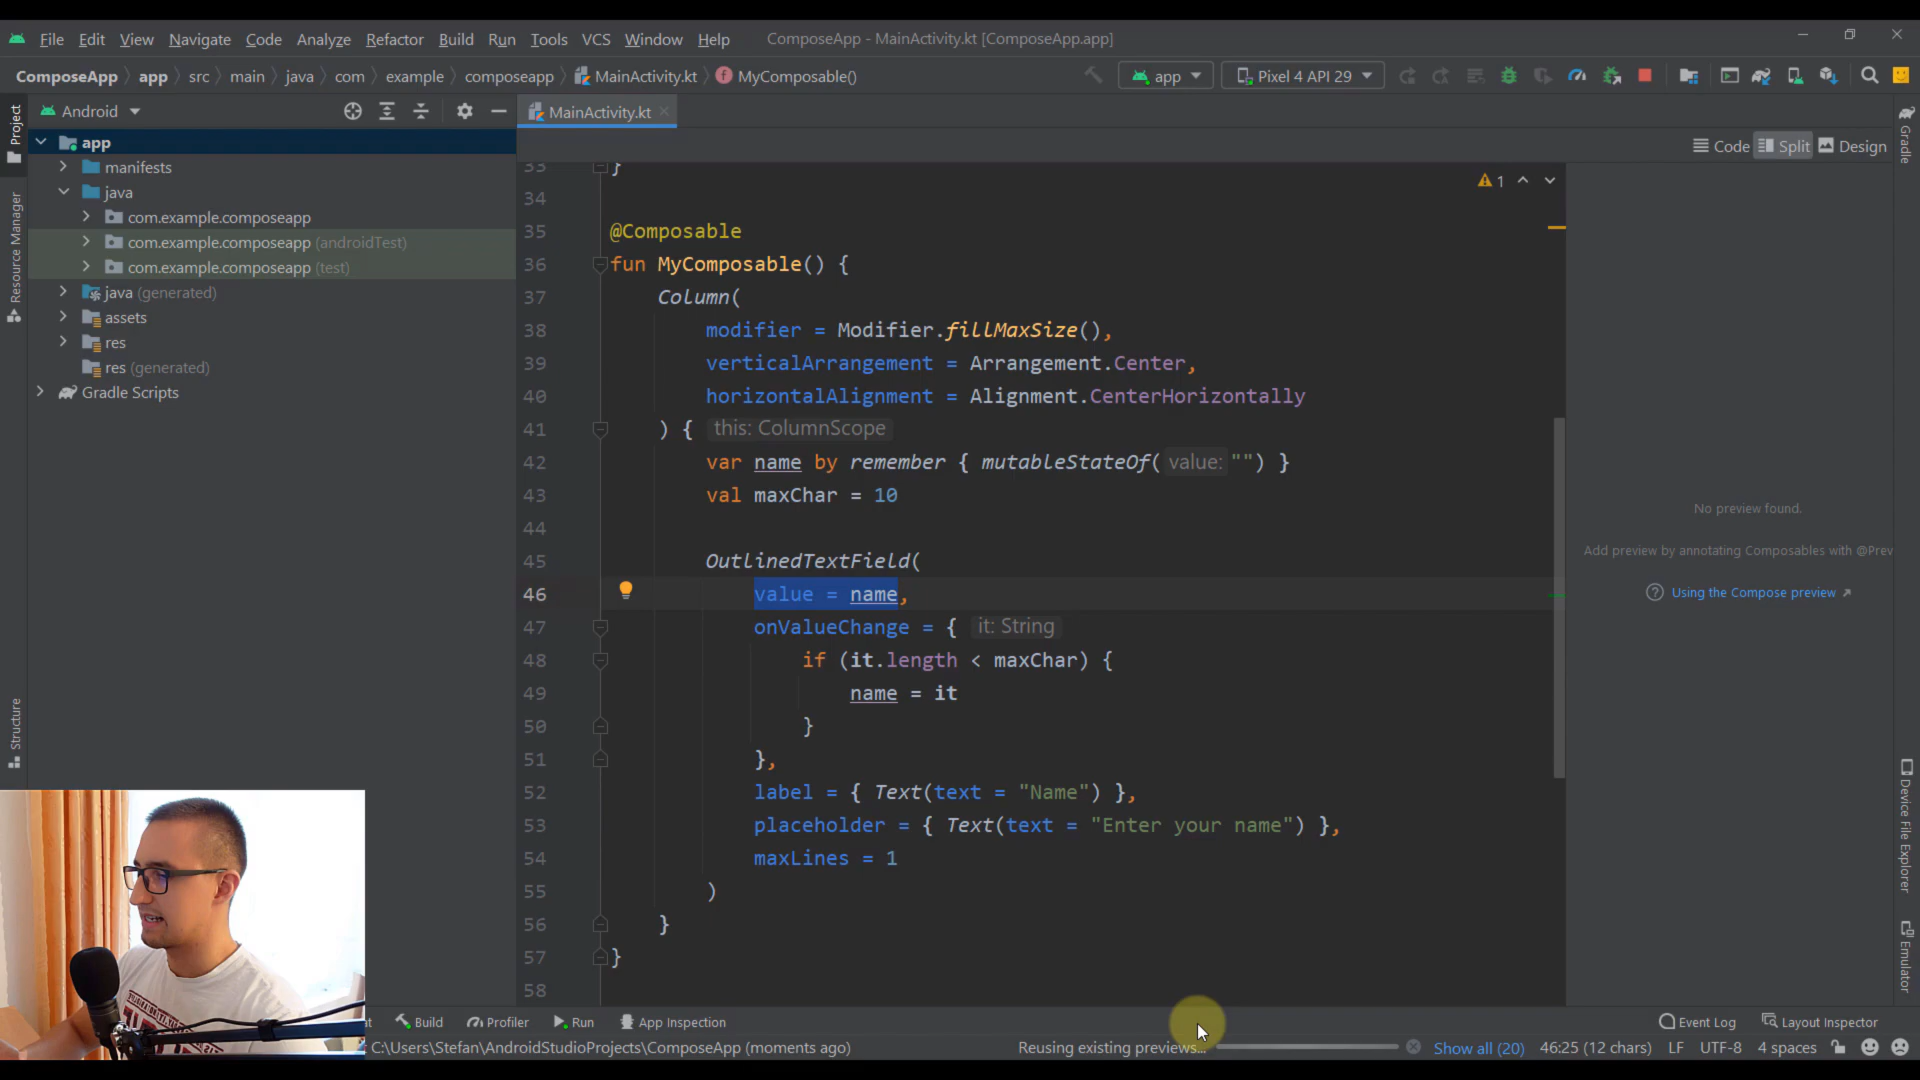 File Edit View Navigate Code Analyze Refactor Build Run Tools VCS Window Help ComposeApp - MainActivity.kt [ComposeApp.app]
ComposeApp app src main java com example composeapp MainActivity.kt MyComposable() app Pixel 4 API 29
Project
Android
MainActivity.kt
Gradle
app
Code Split Design
manifests
java
com.example.composeapp
com.example.composeapp (androidTest)
com.example.composeapp (test)
java (generated)
assets
res
res (generated)
Gradle Scripts
Resource Manager
Structure
1
33 }
34
35 @Composable
36 fun MyComposable() {
37 Column(
38 modifier = Modifier.fillMaxSize(),
39 verticalArrangement = Arrangement.Center,
40 horizontalAlignment = Alignment.CenterHorizontally
41 ) { this: ColumnScope
42 var name by remember { mutableStateOf( value: "") }
43 val maxChar = 10
44
45 OutlinedTextField(
46 value = name,
47 onValueChange = { it: String
48 if (it.length < maxChar) {
49 name = it
50 }
51 },
52 label = { Text(text = "Name") },
53 placeholder = { Text(text = "Enter your name") },
54 maxLines = 1
55 )
56 }
57 }
58
No preview found.
Add preview by annotating Composables with @Prev
Using the Compose preview
Device File Explorer
Emulator
Build Profiler Run App Inspection Event Log Layout Inspector
C:\Users\Stefan\AndroidStudioProjects\ComposeApp (moments ago) Reusing existing previews... Show all (20) 46:25 (12 chars) LF UTF-8 4 spaces